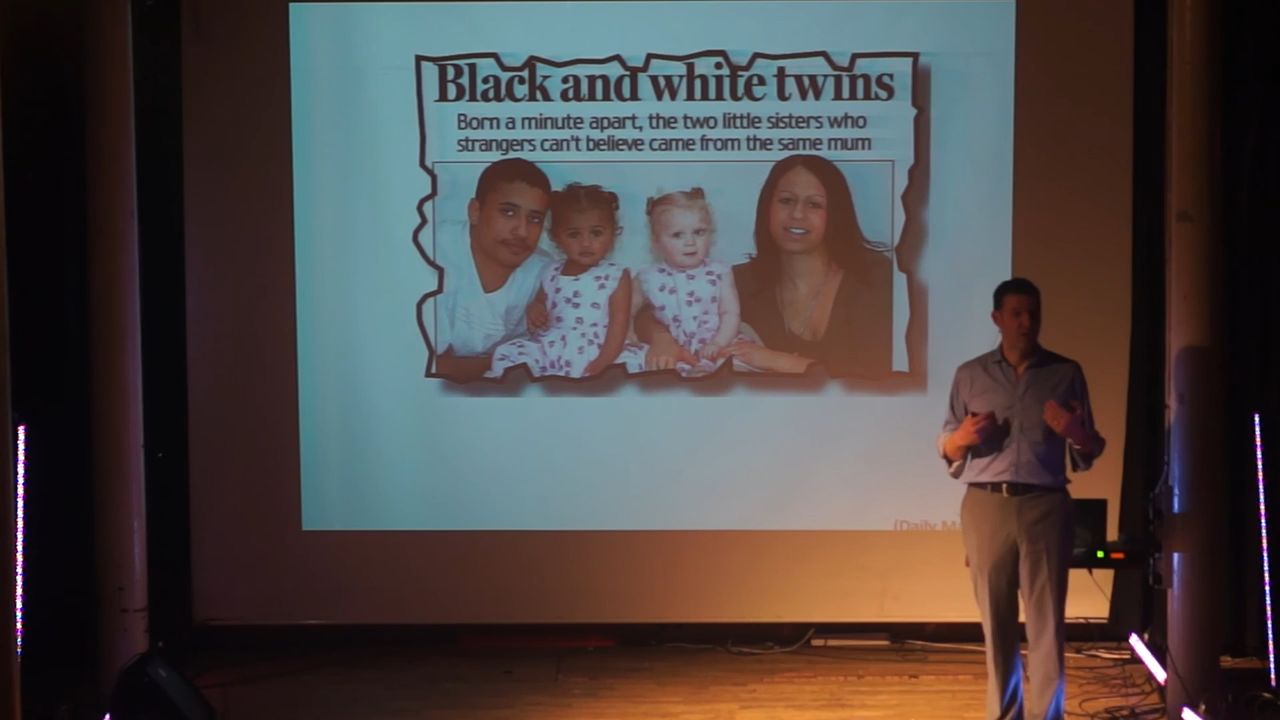 Black and white twins
Born a minute apart, the two little sisters who
strangers can't believe came from the same mum
(Daily